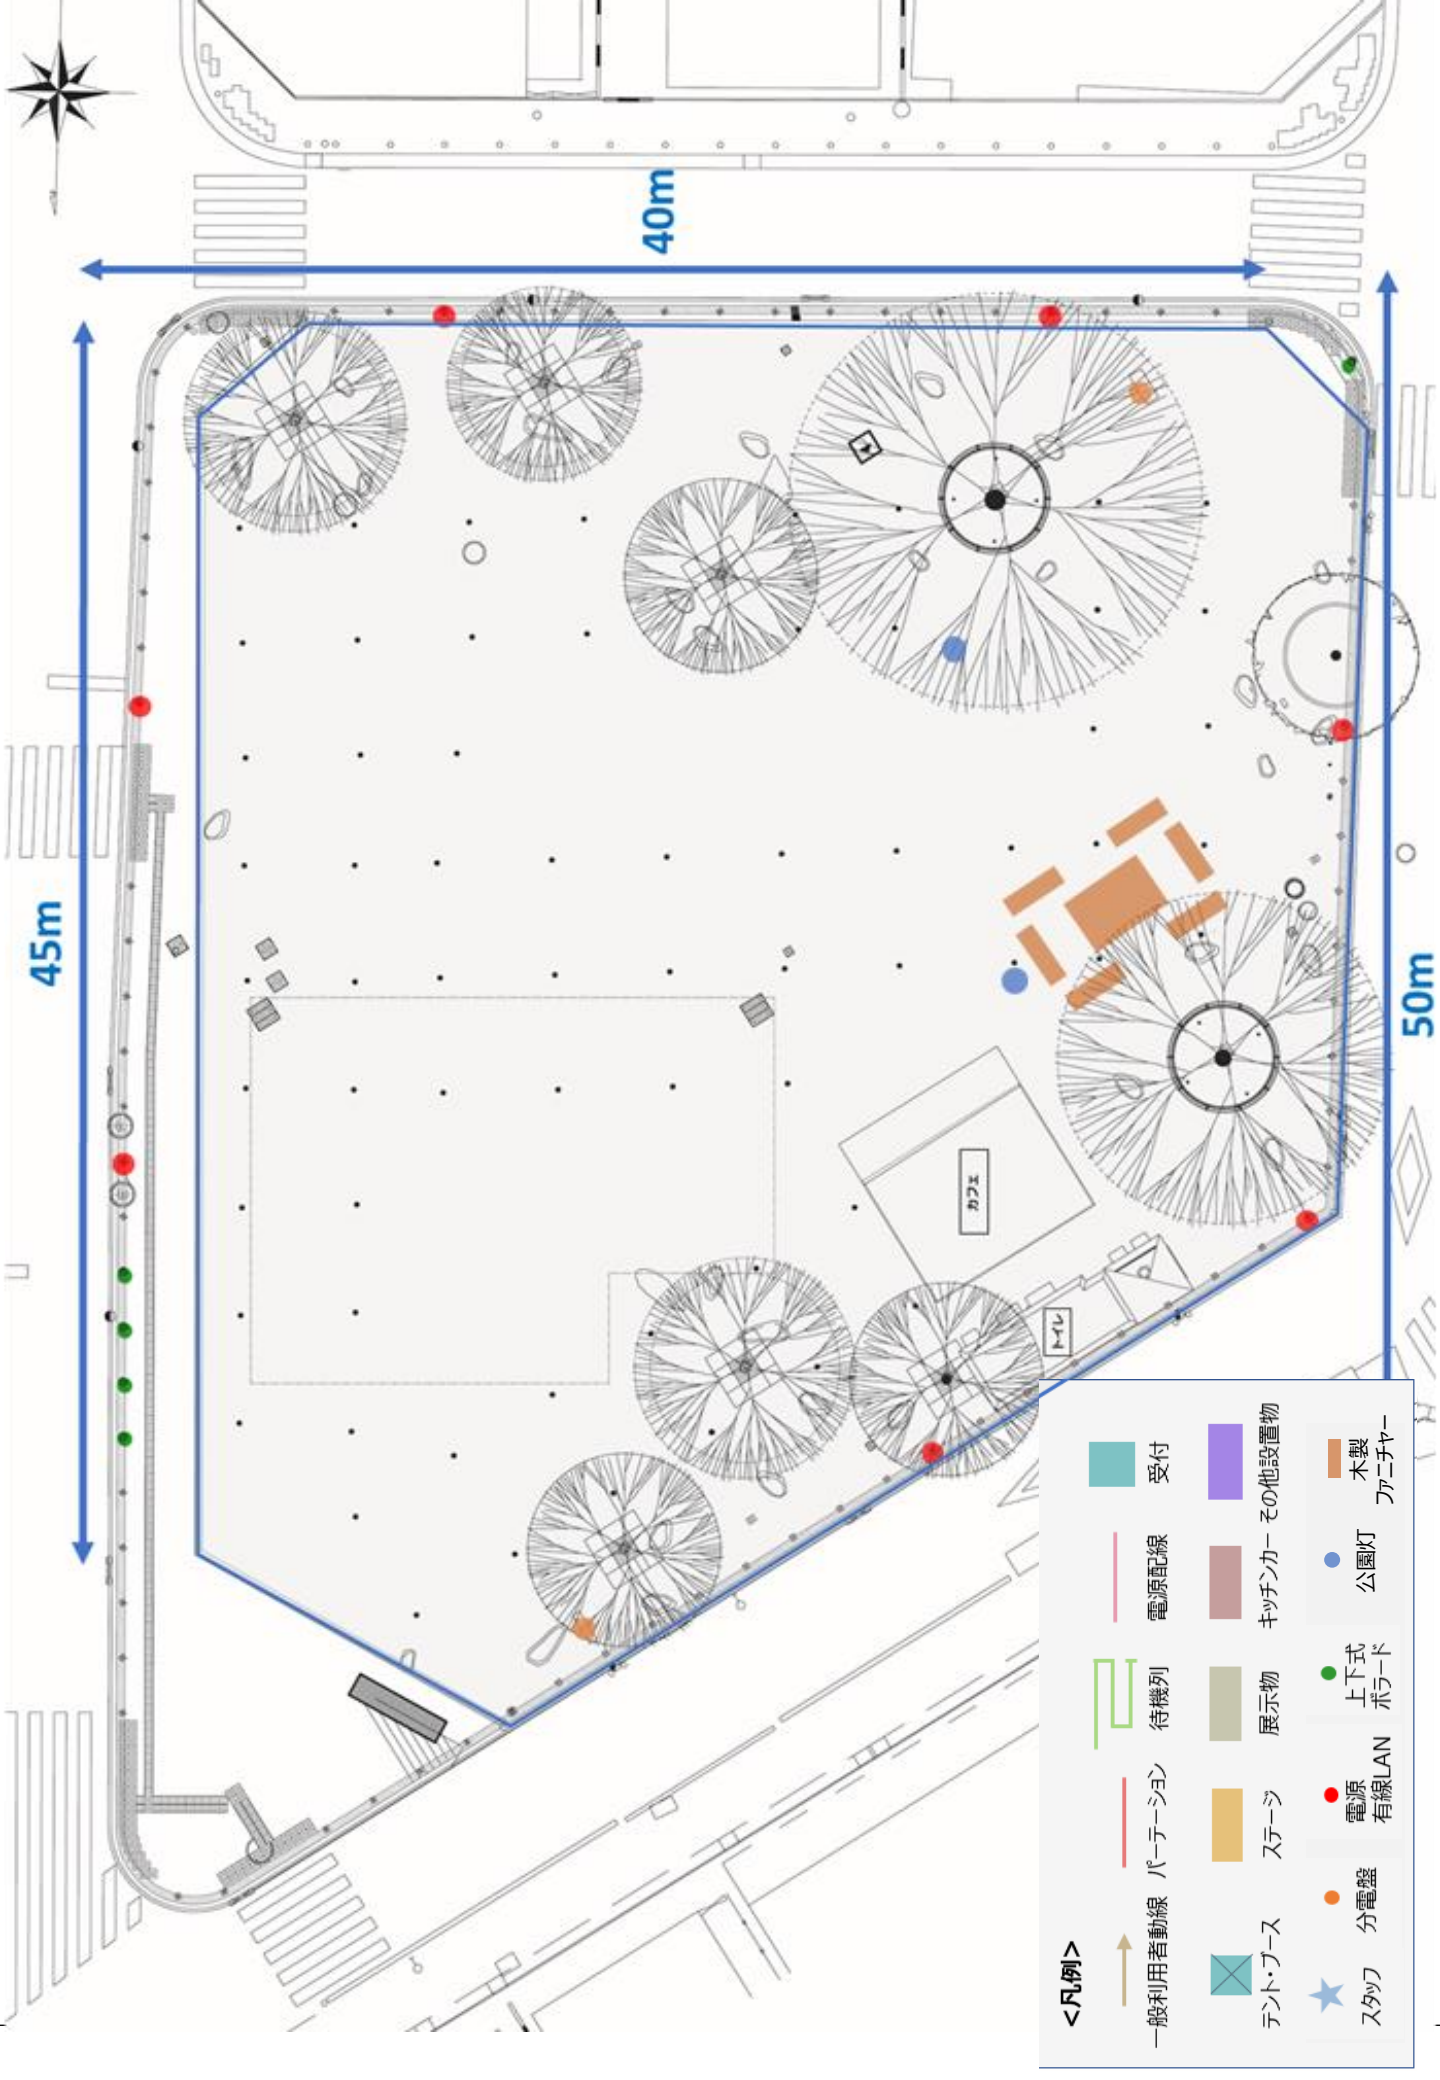 40m
45m
50m
カフェ
トイレ
<凡例>
一般利用者動線
パーテーション
待機列
電源配線
受付
テント・ブース
ステージ
展示物
キッチンカー
その他設置物
スタッフ
分電盤
電源
有線LAN
上下式
ボラード
公園灯
木製
ファニチャー